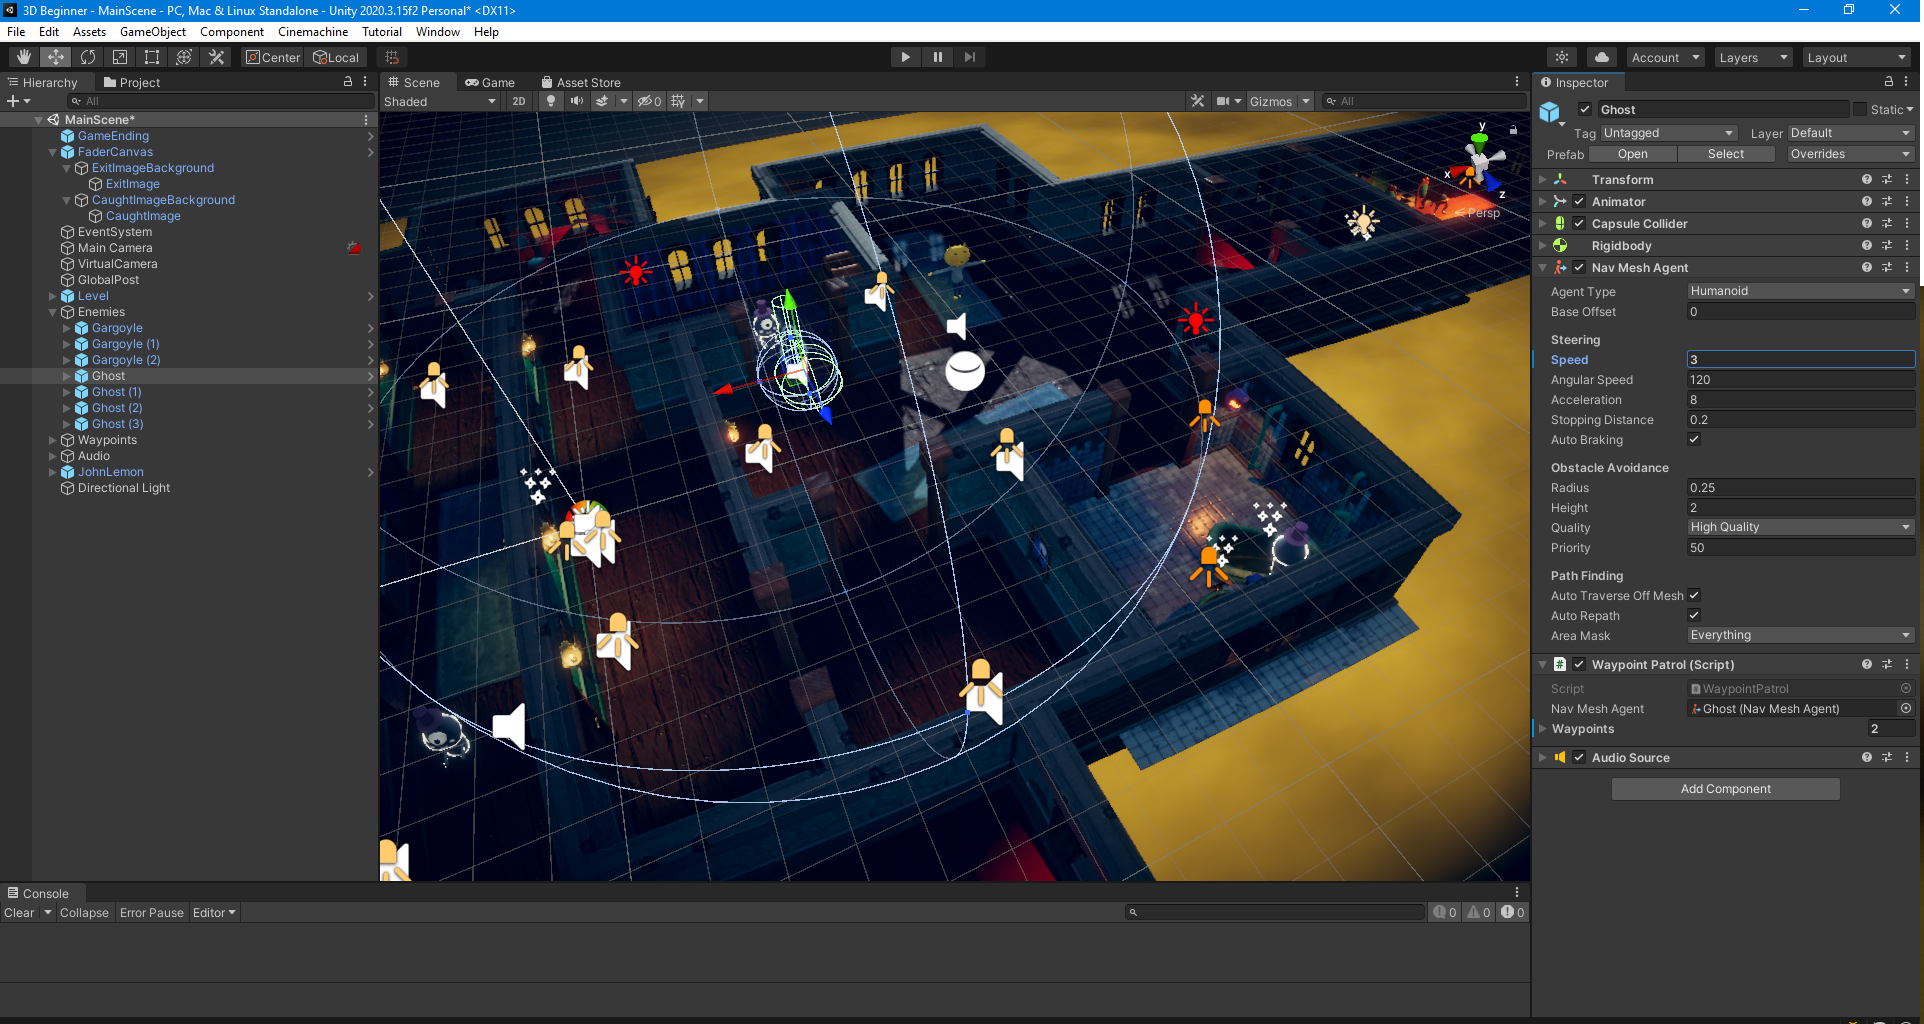 3D Beginner - MainScene - PC, Mac & Linux Standalone - Unity 2020.3.15f2 Personal* <DX11>
File Edit Assets GameObject Component Cinemachine Tutorial Window Help
Center Local Account Layers Layout
Hierarchy Project
All
MainScene*
GameEnding
FaderCanvas
ExitImageBackground
ExitImage
CaughtImageBackground
CaughtImage
EventSystem
Main Camera
VirtualCamera
GlobalPost
Level
Enemies
Gargoyle
Gargoyle (1)
Gargoyle (2)
Ghost
Ghost (1)
Ghost (2)
Ghost (3)
Waypoints
Audio
JohnLemon
Directional Light
Scene Game Asset Store
Shaded 2D 0 Gizmos All
y
x
z
Persp
Inspector
Ghost Static
Tag Untagged Layer Default
Prefab Open Select Overrides
Transform
Animator
Capsule Collider
Rigidbody
Nav Mesh Agent
Agent Type Humanoid
Base Offset 0
Steering
Speed 3
Angular Speed 120
Acceleration 8
Stopping Distance 0.2
Auto Braking
Obstacle Avoidance
Radius 0.25
Height 2
Quality High Quality
Priority 50
Path Finding
Auto Traverse Off Mesh
Auto Repath
Area Mask Everything
# Waypoint Patrol (Script)
Script WaypointPatrol
Nav Mesh Agent Ghost (Nav Mesh Agent)
Waypoints 2
Audio Source
Add Component
Console
Clear Collapse Error Pause Editor 0 0 0